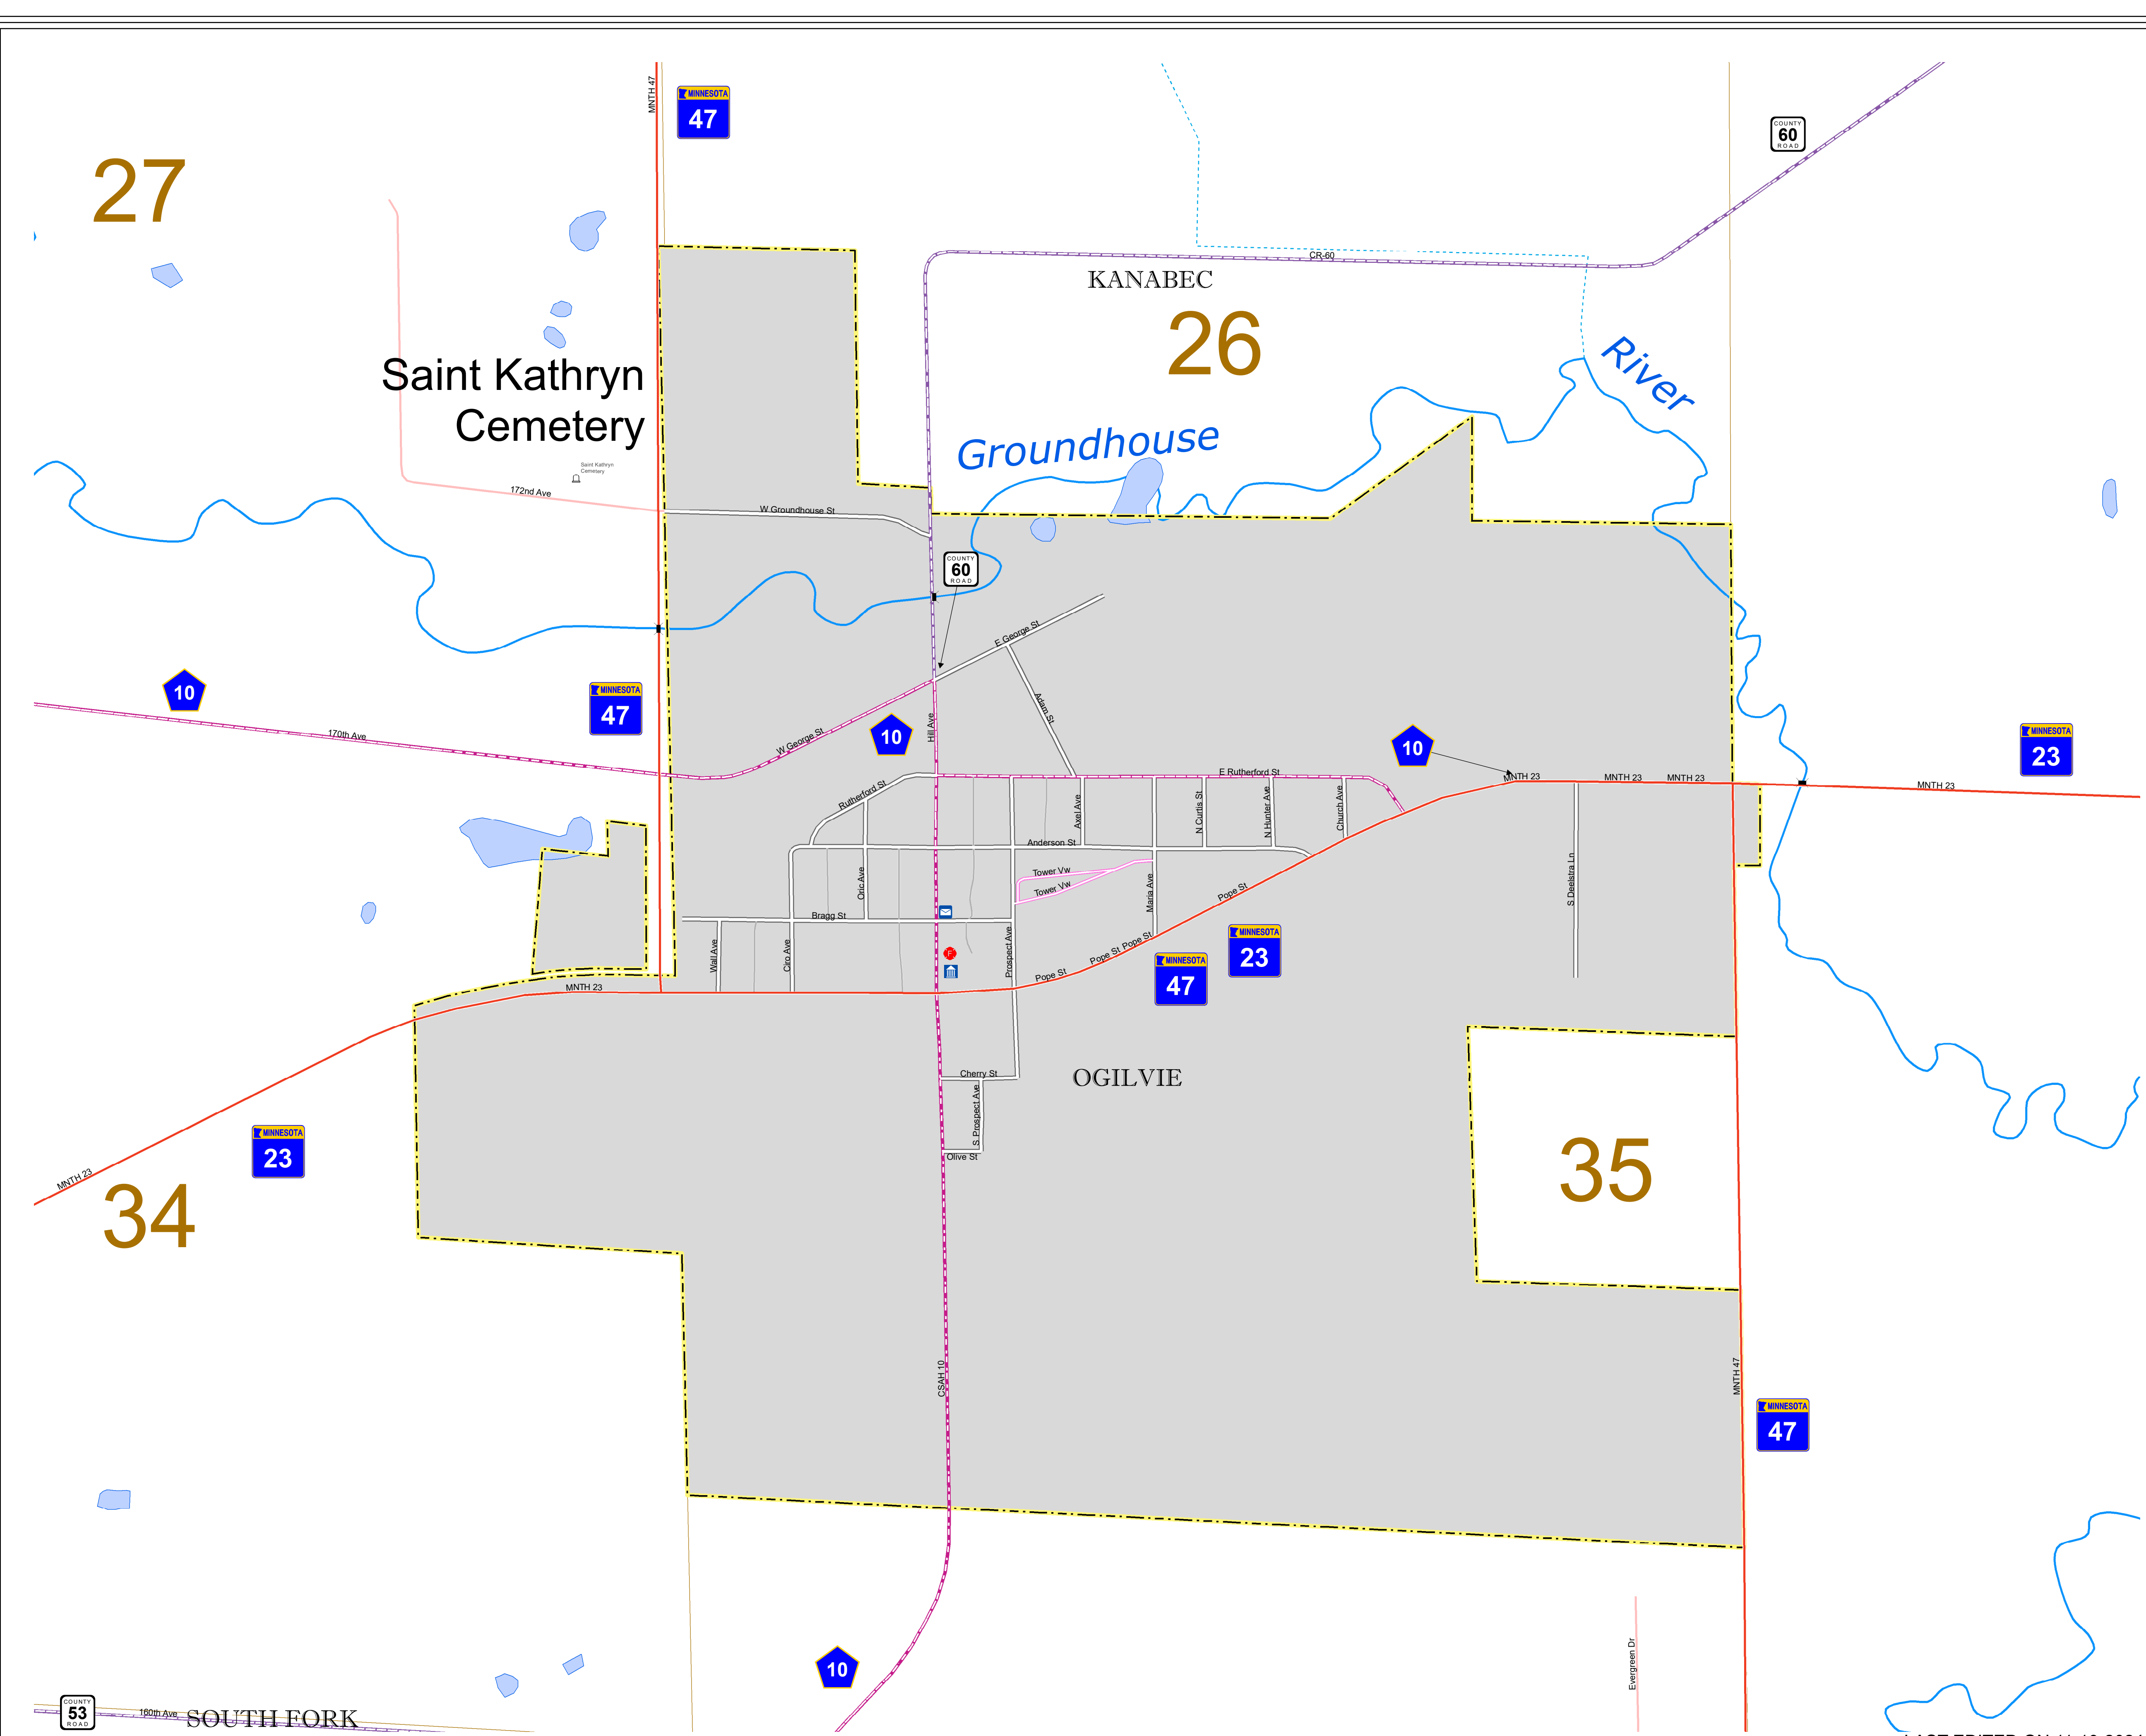 MNTH 47
MINNESOTA
47
COUNTY
60
ROAD
27
CR-60
KANABEC
26
River
Saint Kathryn
Cemetery
Groundhouse
Saint Kathryn
Cemetery
172nd Ave
W Groundhouse St
COUNTY
60
ROAD
E George St
10
MINNESOTA
47
Adam St
170th Ave
W George St
10
Hill Ave
10
MINNESOTA
23
E Rutherford St
MNTH 23
MNTH 23
MNTH 23
MNTH 23
Rutherford St
Axel Ave
N Curtis St
N Hunter Ave
Church Ave
Anderson St
Oric Ave
Tower Vw
Tower Vw
Maria Ave
Pope St
S Deelstra Ln
Bragg St
Wall Ave
Ciro Ave
F
Prospect Ave
Pope St
Pope St
Pope St
MINNESOTA
23
MINNESOTA
47
MNTH 23
Cherry St
OGILVIE
S Prospect Ave
Olive St
MINNESOTA
23
MNTH 23
34
35
CSAH 10
MNTH 47
MINNESOTA
47
Evergreen Dr
10
COUNTY
53
ROAD
160th Ave
SOUTH FORK